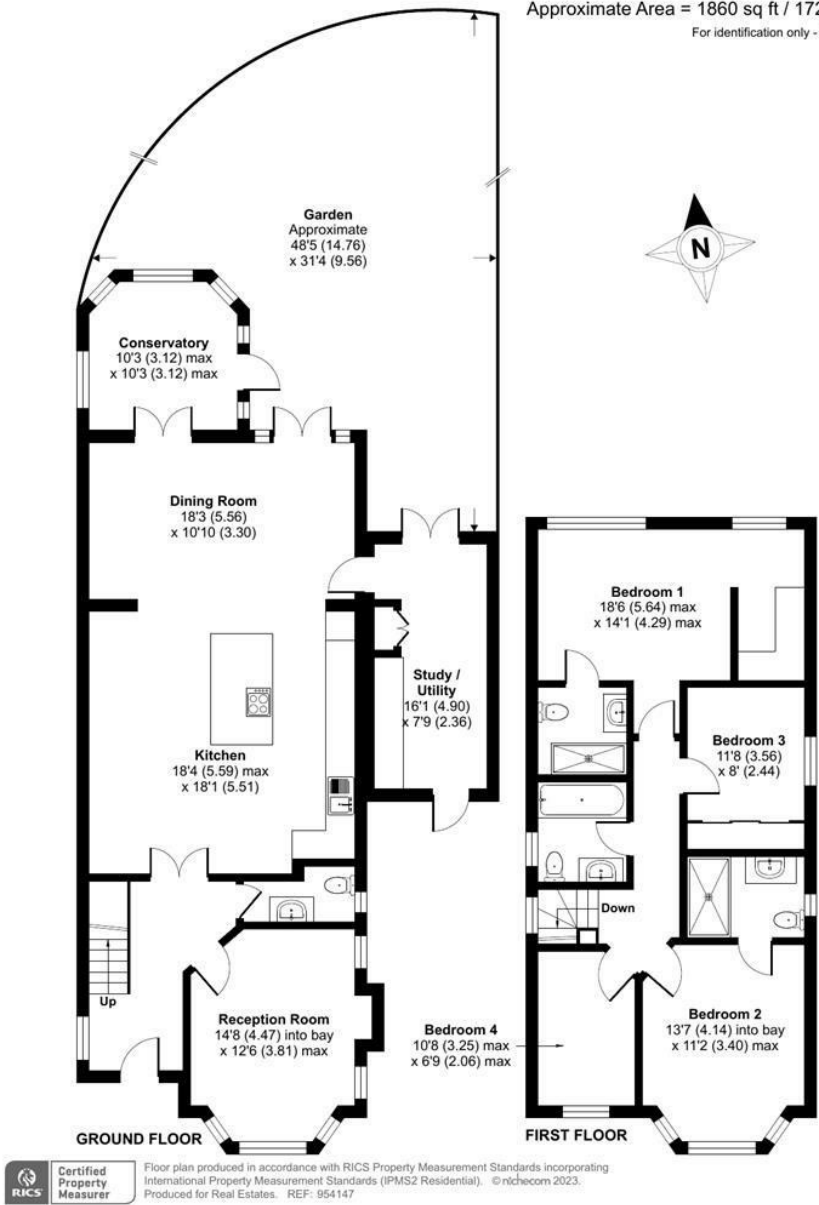 Approximate Area = 1860 sq ft / 172
For identification only -
Garden
Approximate
48'5 (14.76)
x 31'4 (9.56)
N
Conservatory
10'3 (3.12) max
x 10'3 (3.12) max
Dining Room
18'3 (5.56)
x 10'10 (3.30)
Study /
Utility
16'1 (4.90)
x 7'9 (2.36)
Kitchen
18'4 (5.59) max
x 18'1 (5.51)
Up
Reception Room
14'8 (4.47) into bay
x 12'6 (3.81) max
GROUND FLOOR
Bedroom 1
18'6 (5.64) max
x 14'1 (4.29) max
Bedroom 3
11'8 (3.56)
x 8' (2.44)
Down
Bedroom 4
10'8 (3.25) max
x 6'9 (2.06) max
Bedroom 2
13'7 (4.14) into bay
x 11'2 (3.40) max
FIRST FLOOR
RICS
Certified
Property
Measurer
Floor plan produced in accordance with RICS Property Measurement Standards incorporating
International Property Measurement Standards (IPMS2 Residential). © nichecom 2023.
Produced for Real Estates. REF: 954147